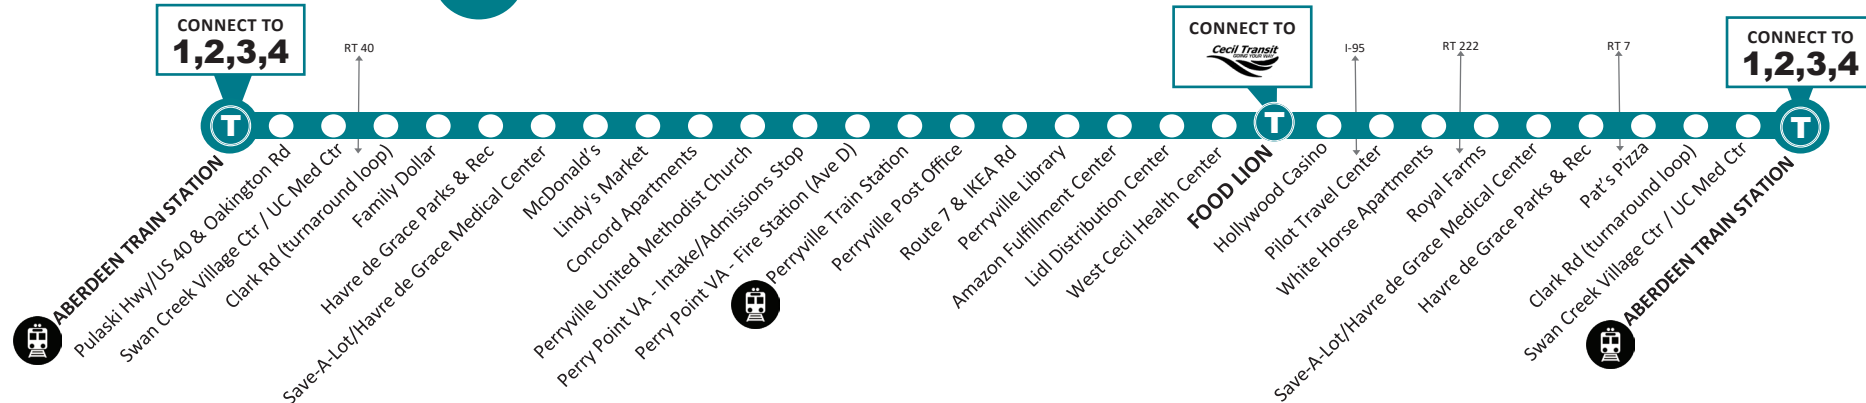 CONNECT TO
1,2,3,4
RT 40
CONNECT TO
Cecil Transit
GOING YOUR WAY
I-95
RT 222
RT 7
CONNECT TO
1,2,3,4
T
T
T
ABERDEEN TRAIN STATION
Pulaski Hwy/US 40 & Oakington Rd
Swan Creek Village Ctr / UC Med Ctr
Clark Rd (turnaround loop)
Family Dollar
Havre de Grace Parks & Rec
Save-A-Lot/Havre de Grace Medical Center
McDonald's
Lindy's Market
Concord Apartments
Perryville United Methodist Church
Perry Point VA - Intake/Admissions Stop
Perry Point VA - Fire Station (Ave D)
Perryville Train Station
Perryville Post Office
Route 7 & IKEA Rd
Perryville Library
Amazon Fulfillment Center
Lidl Distribution Center
West Cecil Health Center
FOOD LION
Hollywood Casino
Pilot Travel Center
White Horse Apartments
Royal Farms
Save-A-Lot/Havre de Grace Medical Center
Havre de Grace Parks & Rec
Pat's Pizza
Clark Rd (turnaround loop)
Swan Creek Village Ctr / UC Med Ctr
ABERDEEN TRAIN STATION